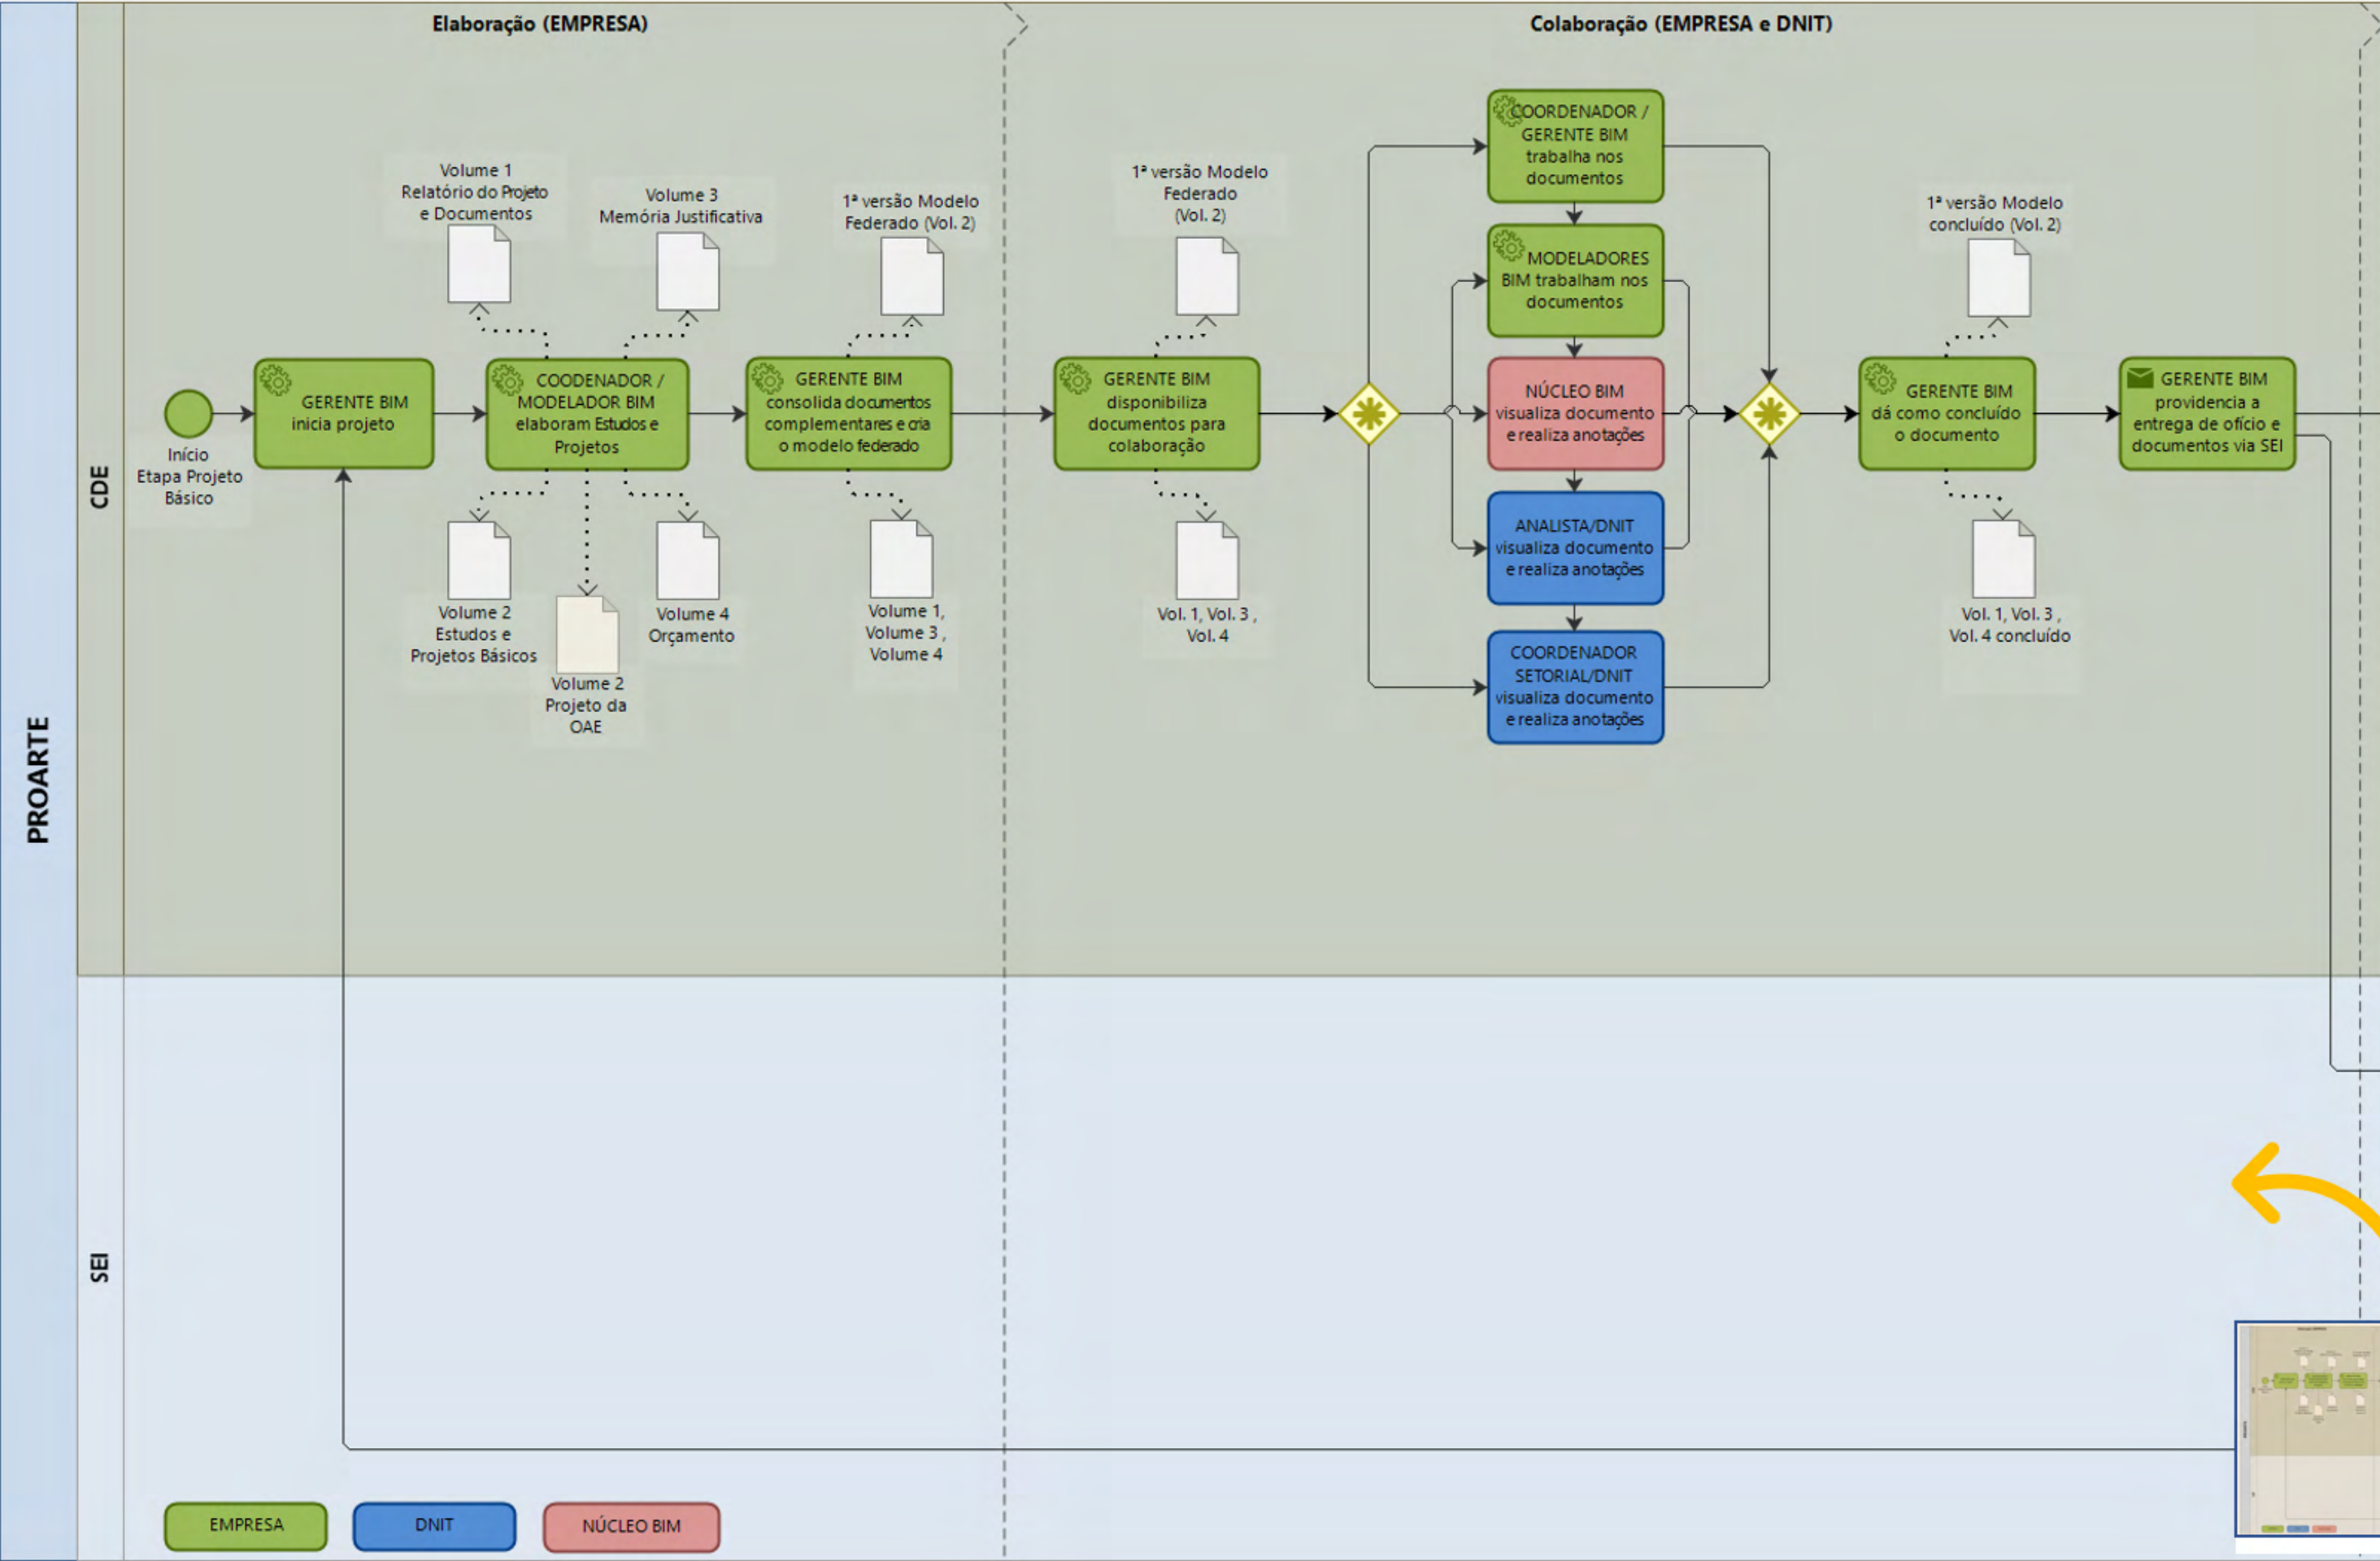 Elaboração (EMPRESA)
Colaboração (EMPRESA e DNIT)
PROARTE
CDE
SEI
Início
Etapa Projeto
Básico
GERENTE BIM
inicia projeto
Volume 1
Relatório do Projeto
e Documentos
Volume 3
Memória Justificativa
COODENADOR /
MODELADOR BIM
elaboram Estudos e
Projetos
Volume 2
Estudos e
Projetos Básicos
Volume 2
Projeto da
OAE
Volume 4
Orçamento
1ª versão Modelo
Federado (Vol. 2)
GERENTE BIM
consolida documentos
complementares e cria
o modelo federado
Volume 1,
Volume 3 ,
Volume 4
1ª versão Modelo
Federado
(Vol. 2)
GERENTE BIM
disponibiliza
documentos para
colaboração
Vol. 1, Vol. 3 ,
Vol. 4
COORDENADOR /
GERENTE BIM
trabalha nos
documentos
MODELADORES
BIM trabalham nos
documentos
NÚCLEO BIM
visualiza documento
e realiza anotações
ANALISTA/DNIT
visualiza documento
e realiza anotações
COORDENADOR
SETORIAL/DNIT
visualiza documento
e realiza anotações
1ª versão Modelo
concluído (Vol. 2)
GERENTE BIM
dá como concluído
o documento
Vol. 1, Vol. 3 ,
Vol. 4 concluído
GERENTE BIM
providencia a
entrega de ofício e
documentos via SEI
EMPRESA
DNIT
NÚCLEO BIM